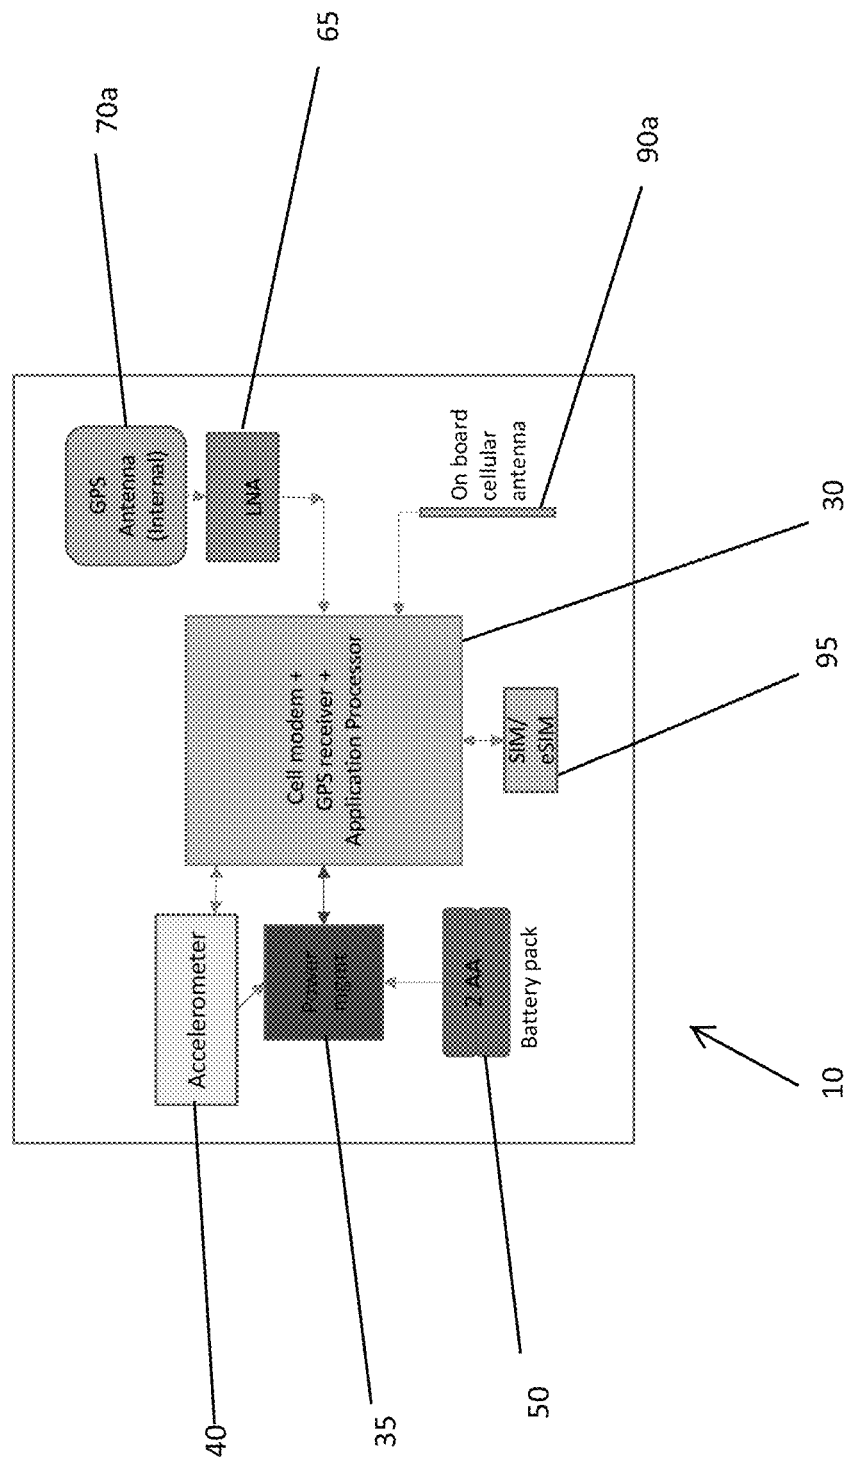 40
35
50
10
Accelerometer
Power
mgmt
2 AA
Battery pack
Cell modem +
GPS receiver +
Application Processor
SIM/
eSIM
95
30
GPS
Antenna
(Internal)
LNA
On board
cellular
antenna
70a
65
90a